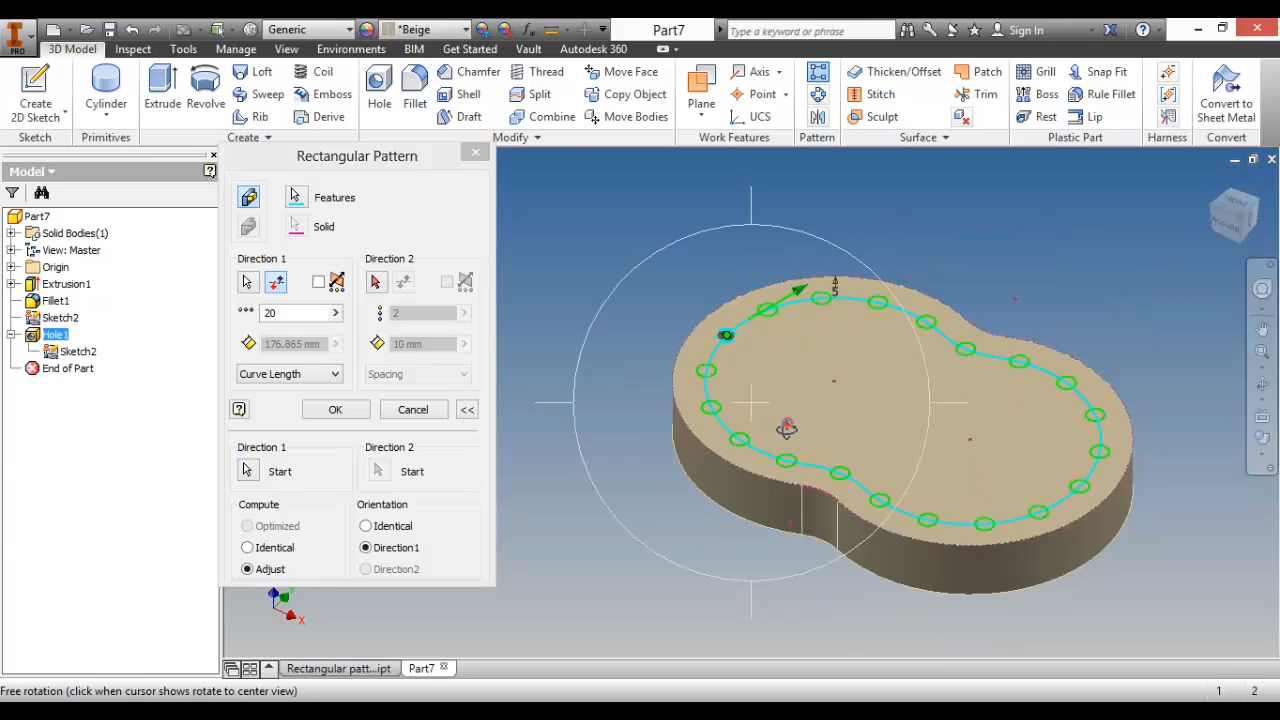 Generic
*Beige
Part7
Type a keyword or phrase
Sign In
PRO
3D Model Inspect Tools Manage View Environments BIM Get Started Vault Autodesk 360
Create
2D Sketch
Sketch
Cylinder
Primitives
Extrude
Revolve
Loft
Sweep
Rib
Coil
Emboss
Derive
Create
Hole
Fillet
Chamfer
Shell
Draft
Thread
Split
Combine
Move Face
Copy Object
Move Bodies
Modify
Plane
Axis
Point
UCS
Work Features
Pattern
Thicken/Offset
Stitch
Sculpt
Patch
Trim
Surface
Grill
Boss
Rest
Snap Fit
Rule Fillet
Lip
Plastic Part
Harness
Convert to
Sheet Metal
Convert
Model
Part7
Solid Bodies(1)
View: Master
Origin
Extrusion1
Fillet1
Sketch2
Hole1
Sketch2
End of Part
Rectangular Pattern
Features
Solid
Direction 1
20
176.865 mm
Curve Length
Direction 2
2
10 mm
Spacing
OK
Cancel
<<
Direction 1
Start
Direction 2
Start
Compute
Optimized
Identical
Adjust
Orientation
Identical
Direction1
Direction2
X
Rectangular patt...ipt
Part7
Free rotation (click when cursor shows rotate to center view)
1 2